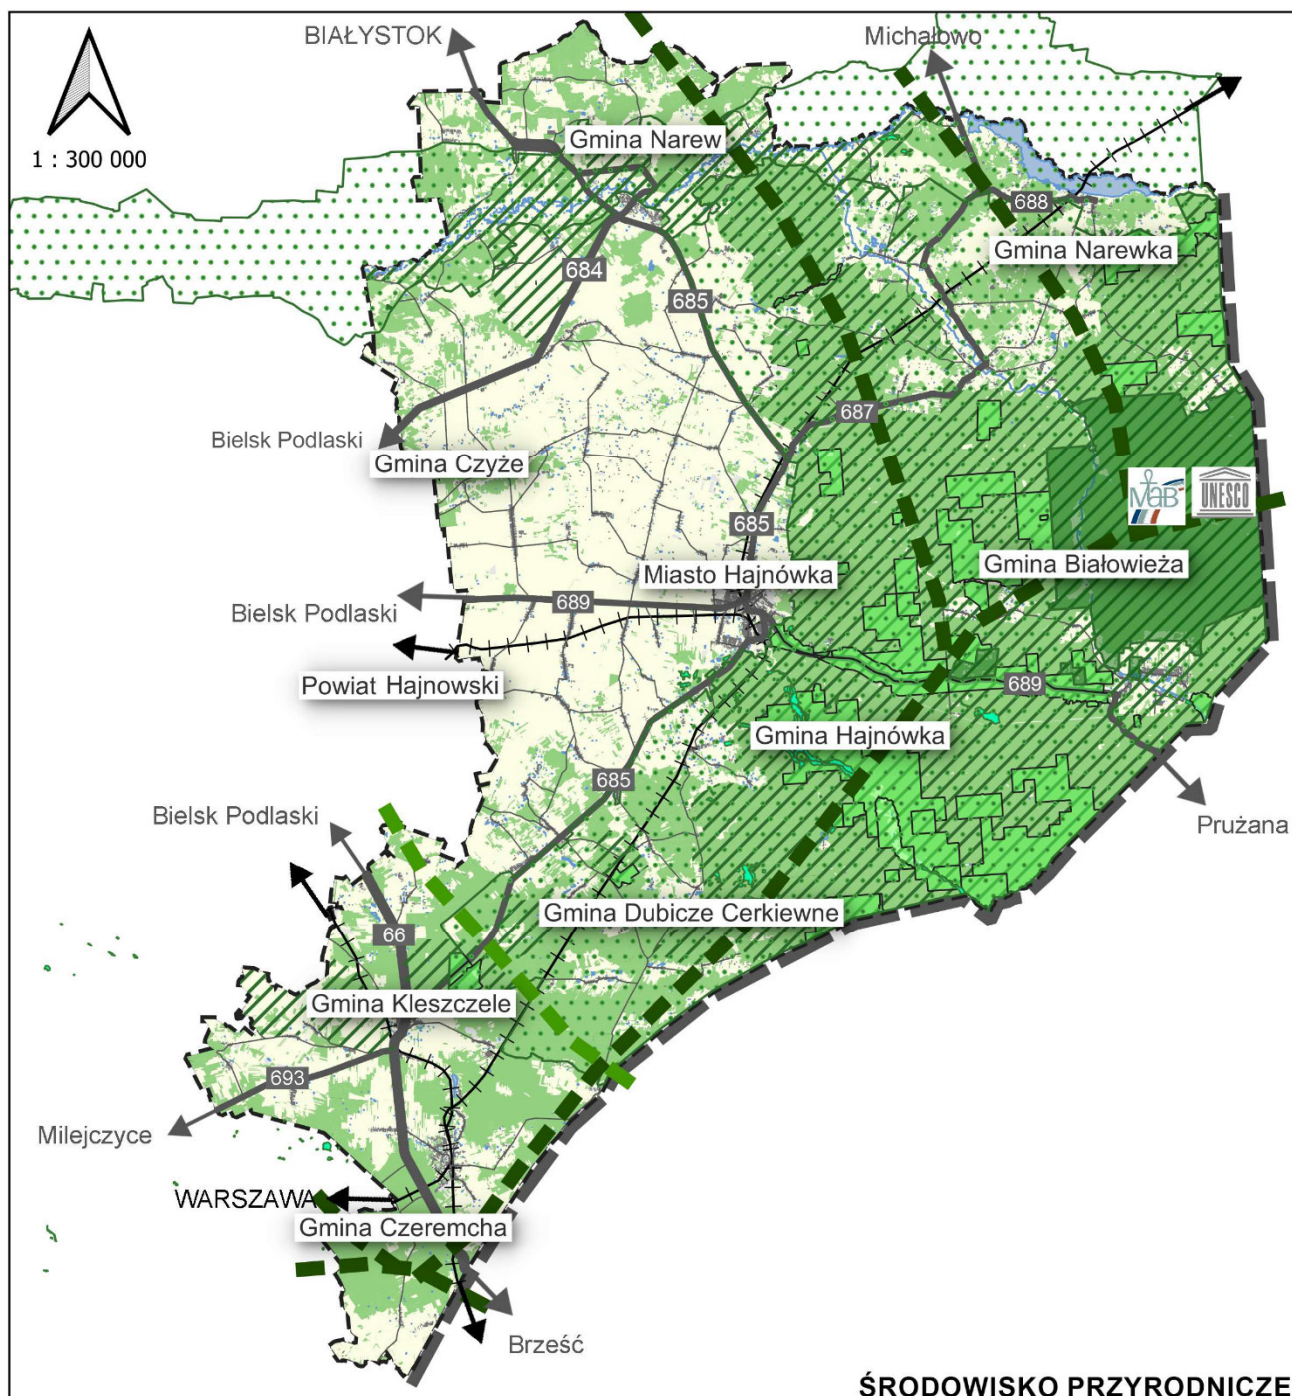 BIAŁYSTOK
Michałowo
1 : 300 000
Gmina Narew
688
Gmina Narewka
684
685
687
Bielsk Podlaski
Gmina Czyże
MaB
UNESCO
685
Gmina Białowieża
Miasto Hajnówka
Bielsk Podlaski
689
Powiat Hajnowski
689
Gmina Hajnówka
685
Bielsk Podlaski
Prużana
Gmina Dubicze Cerkiewne
66
Gmina Kleszczele
693
Milejczyce
WARSZAWA
Gmina Czeremcha
Brześć
ŚRODOWISKO PRZYRODNICZE